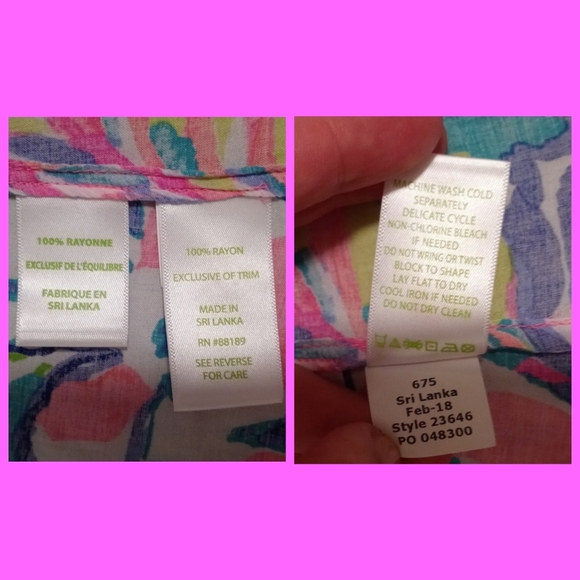 100% RAYONNE
EXCLUSIF DE L'ÉQUILIBRE
FABRIQUE EN
SRI LANKA
100% RAYON
EXCLUSIVE OF TRIM
MADE IN
SRI LANKA
RN #88189
SEE REVERSE
FOR CARE
MACHINE WASH COLD
SEPARATELY
DELICATE CYCLE
NON-CHLORINE BLEACH
IF NEEDED
DO NOT WRING OR TWIST
BLOCK TO SHAPE
LAY FLAT TO DRY
COOL IRON IF NEEDED
DO NOT DRY CLEAN
675
Sri Lanka
Feb-18
Style 23646
PO 048300